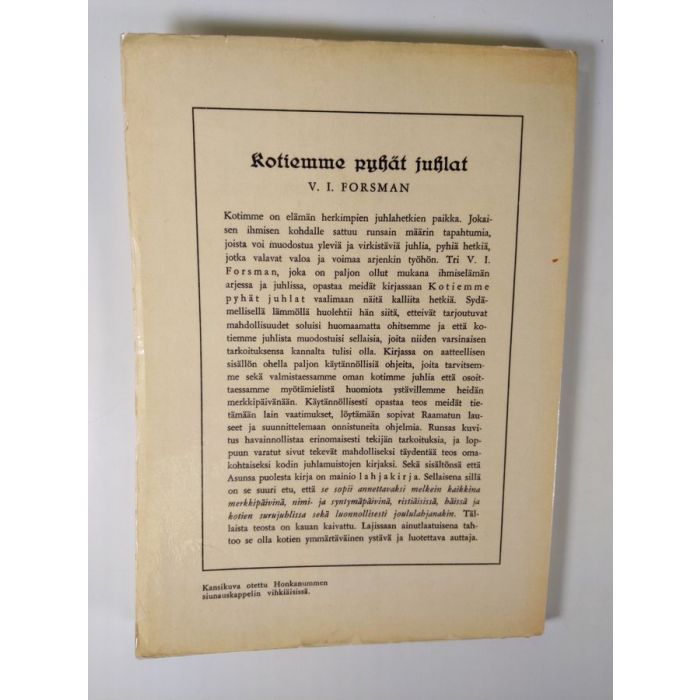 Kotiemme pyhät juhlat
V. I. FORSMAN
Kotimme on elämän herkimpien juhlahetkien paikka. Jokai-
sen ihmisen kohdalle sattuu runsain määrin tapahtumia,
joista voi muodostua yleviä ja virkistäviä juhlia, pyhiä hetkiä,
jotka valavat valoa ja voimaa arjenkin työhön. Tri V. I.
Forsman, joka on paljon ollut mukana ihmiselämän
arjessa ja juhlissa, opastaa meidät kirjassaan Kotiemme
pyhät juhlat vaalimaan näitä kalliita hetkiä. Sydä-
mellisellä lämmöllä huolehtii hän siitä, etteivät tarjoutuvat
mahdollisuudet soluisi huomaamatta ohitsemme ja että ko-
tiemme juhlista muodostuisi sellaisia, joita niiden varsinaisen
tarkoituksensa kannalta tulisi olla. Kirjassa on aatteellisen
sisällön ohella paljon käytännöllisiä ohjeita, joita tarvitsem-
me sekä valmistaessamme oman kotimme juhlia että osoit-
taessamme myötämielistä huomiota ystävillemme heidän
merkkipäivänään. Käytännöllisesti opastaa teos meidät tie-
tämään lain vaatimukset, löytämään sopivat Raamatun lau-
seet ja suunnittelemaan onnistuneita ohjelmia. Runsas kuvi-
tus havainnollistaa erinomaisesti tekijän tarkoituksia, ja lop-
puun varatut sivut tekevät mahdolliseksi täydentää teos oma-
kohtaiseksi kodin juhlamuistojen kirjaksi. Sekä sisältönsä että
Asunsa puolesta kirja on mainio lahjakirja. Sellaisena sillä
on se suuri etu, että se sopii annettavaksi melkein kaikkina
merkkipäivinä, nimi- ja syntymäpäivinä, ristiäisissä, häissä ja
kotien surujuhlissa sekä luonnollisesti joululahjanakin. Täl-
laista teosta on kauan kaivattu. Lajissaan ainutlaatuisena tah-
too se olla kotien ymmärtäväinen ystävä ja luotettava auttaja.
Kansikuva otettu Honkanummen
siunauskappelin vihkiäisissä.